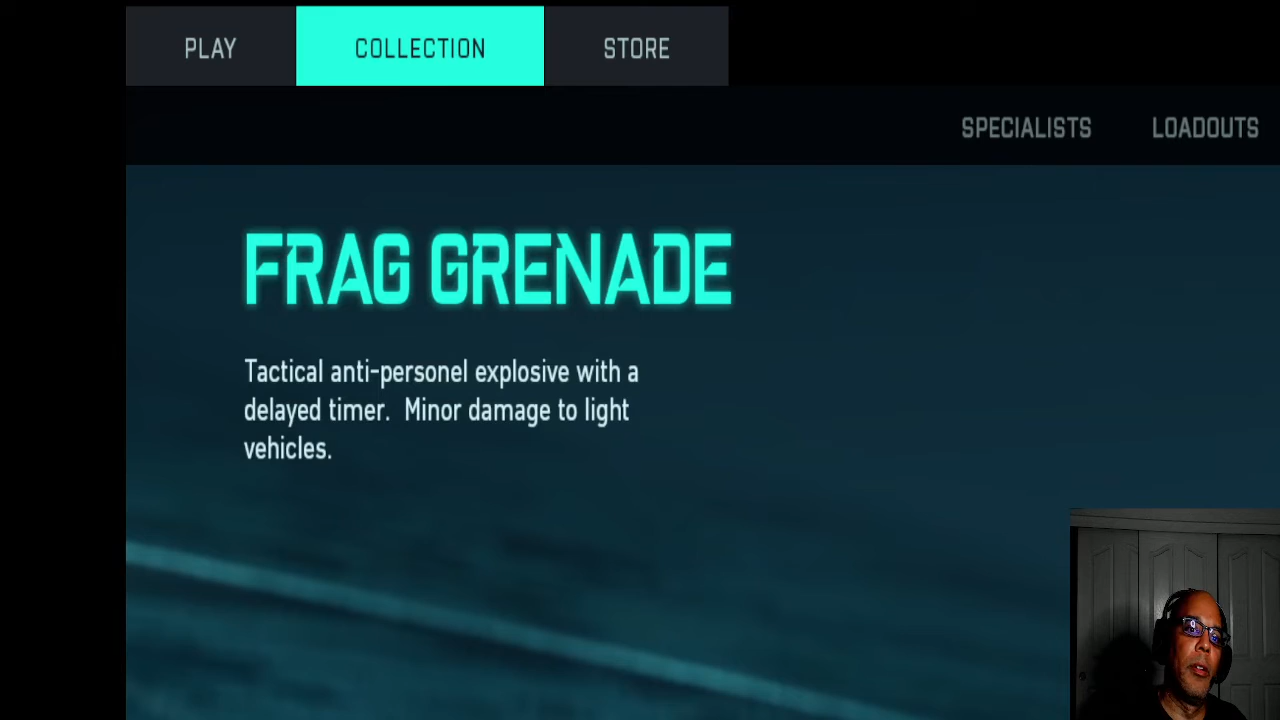 PLAY COLLECTION STORE
SPECIALISTS LOADOUTS
FRAG GRENADE
Tactical anti-personel explosive with a
delayed timer.  Minor damage to light
vehicles.